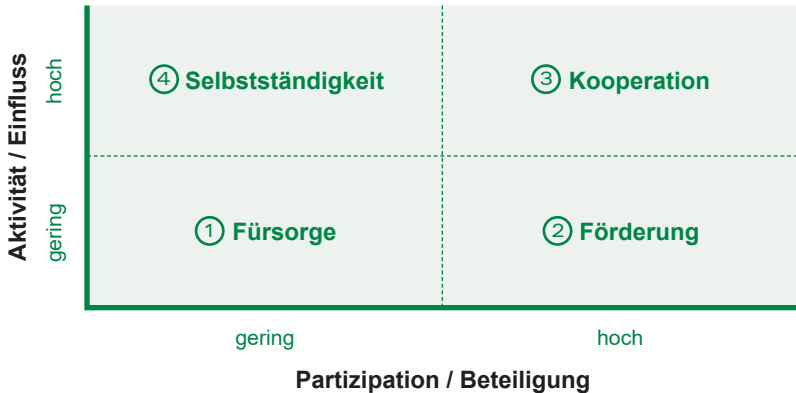 Aktivität / Einfluss
hoch
gering
④ Selbstständigkeit
③ Kooperation
① Fürsorge
② Förderung
gering
hoch
Partizipation / Beteiligung